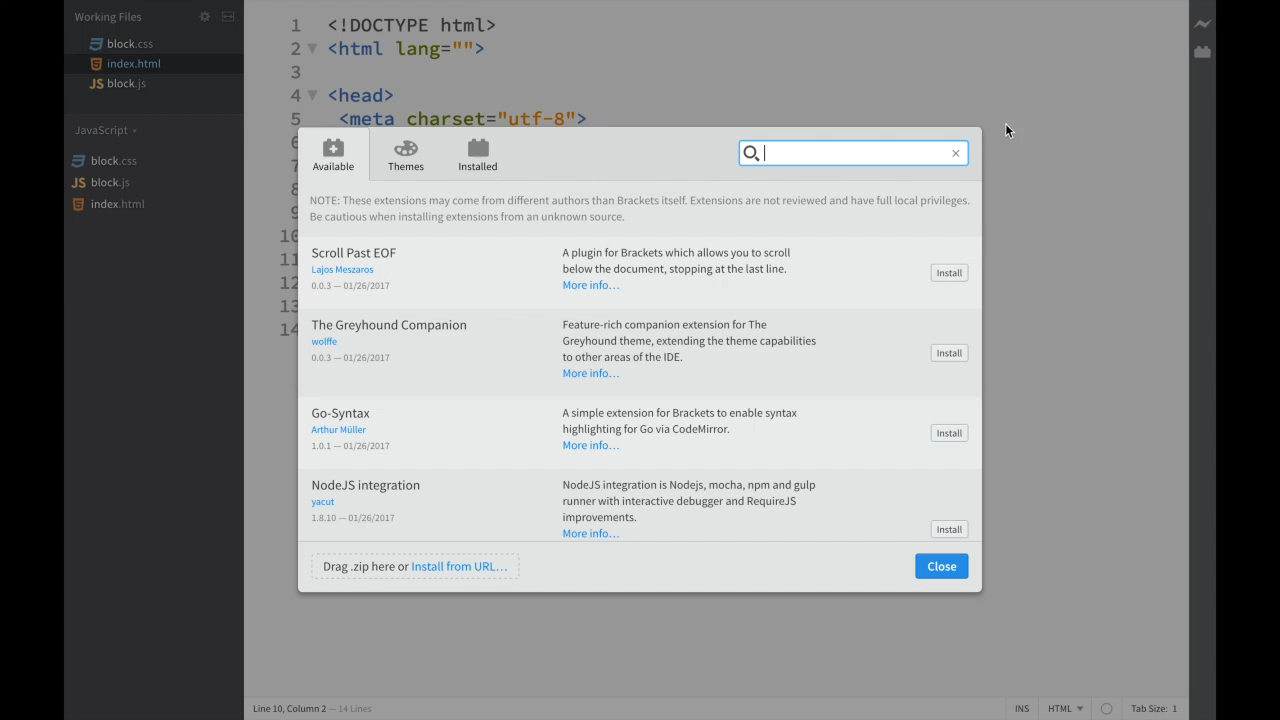 Working Files
block.css
index.html
block.js
JavaScript
block.css
block.js
index.html
1 <!DOCTYPE html>
2 <html lang="">
3
4 <head>
5 <meta charset="utf-8">
10
11
12
13
14
Available
Themes
Installed
NOTE: These extensions may come from different authors than Brackets itself. Extensions are not reviewed and have full local privileges.
Be cautious when installing extensions from an unknown source.
Scroll Past EOF
Lajos Meszaros
0.0.3 — 01/26/2017
A plugin for Brackets which allows you to scroll
below the document, stopping at the last line.
More info…
Install
The Greyhound Companion
wolffe
0.0.3 — 01/26/2017
Feature-rich companion extension for The
Greyhound theme, extending the theme capabilities
to other areas of the IDE.
More info…
Install
Go-Syntax
Arthur Müller
1.0.1 — 01/26/2017
A simple extension for Brackets to enable syntax
highlighting for Go via CodeMirror.
More info…
Install
NodeJS integration
yacut
1.8.10 — 01/26/2017
NodeJS integration is Nodejs, mocha, npm and gulp
runner with interactive debugger and RequireJS
improvements.
More info…
Install
Drag .zip here or Install from URL…
Close
Line 10, Column 2 — 14 Lines
INS
HTML
Tab Size: 1